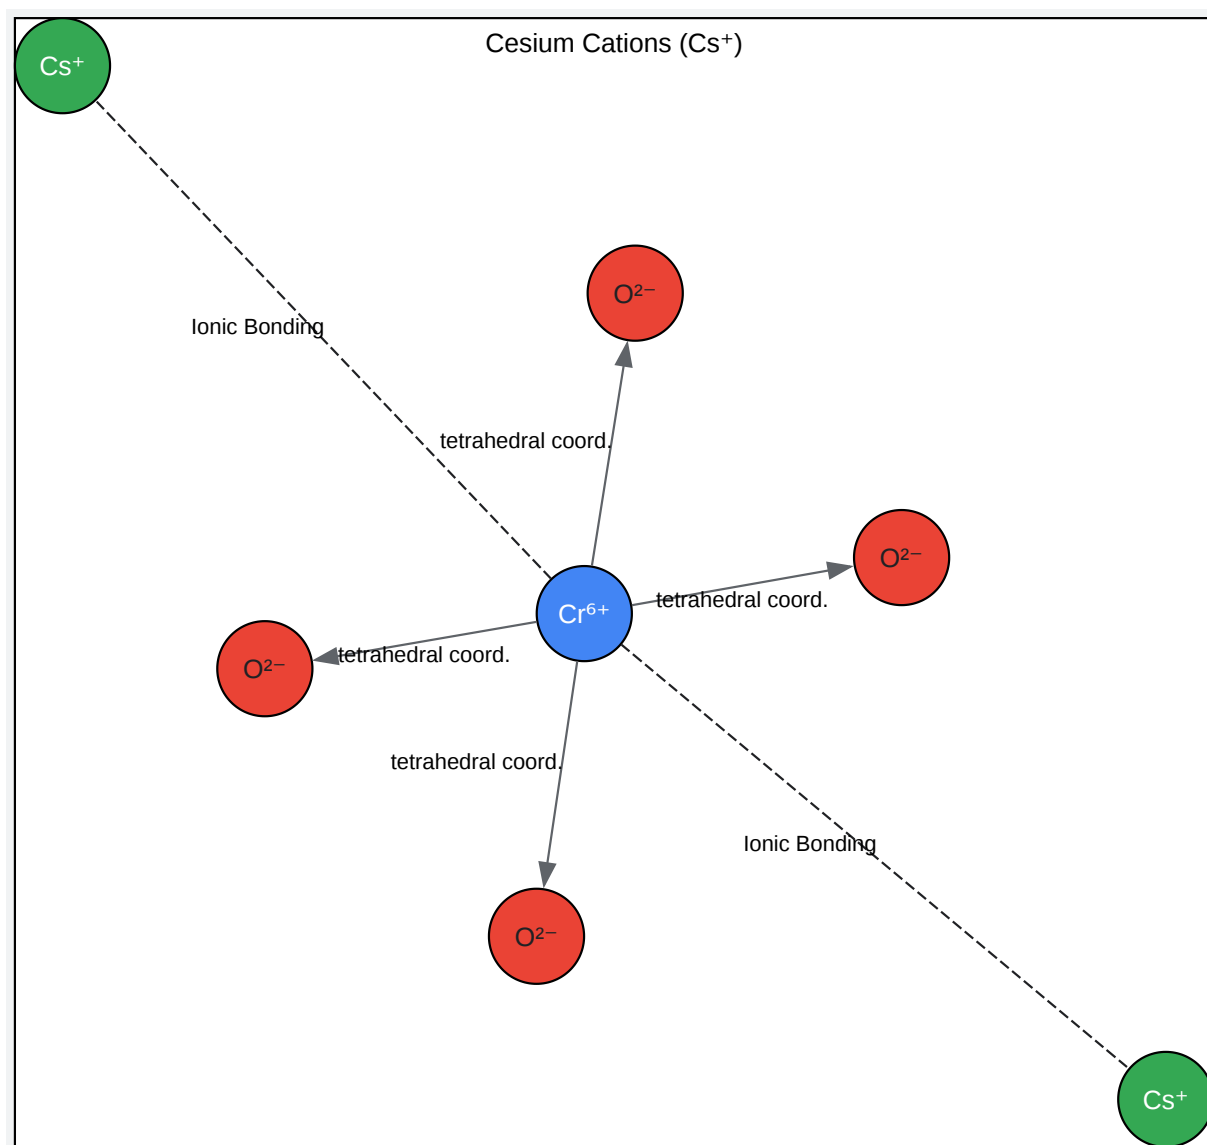 Cesium Cations (Cs⁺)
Cs⁺
O²⁻
Ionic Bonding
tetrahedral coord.
O²⁻
tetrahedral coord.
Cr⁶⁺
tetrahedral coord.
O²⁻
tetrahedral coord.
Ionic Bonding
O²⁻
Cs⁺